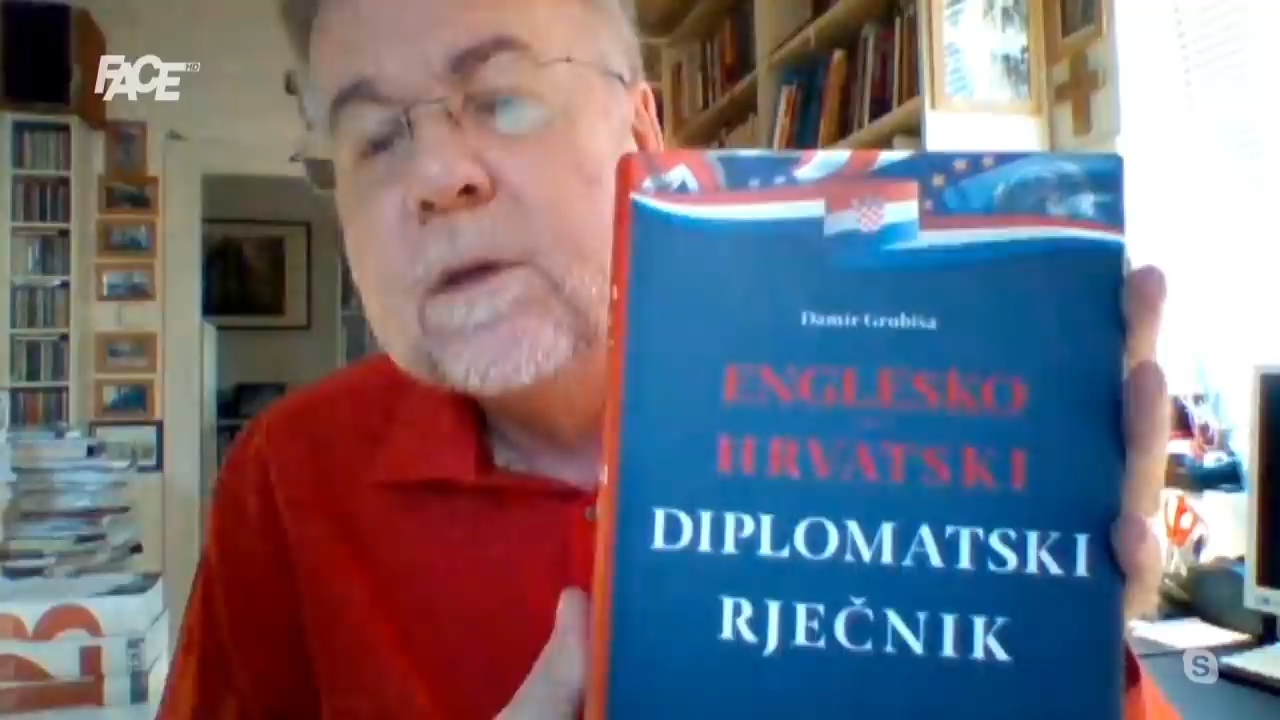 FACE HD
Damir Grubiša
ENGLESKO
HRVATSKI
DIPLOMATSKI
RJEČNIK
S